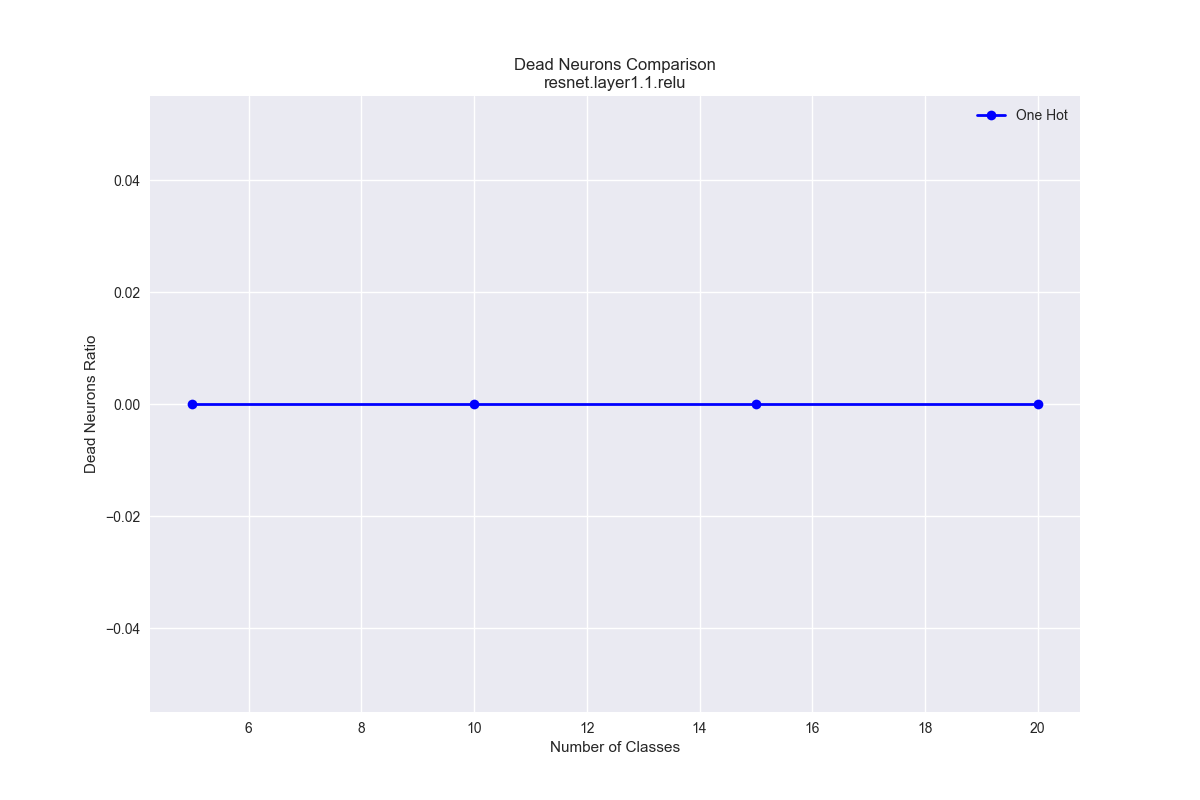 Dead Neurons Comparison
resnet.layer1.1.relu
One Hot
0.04
0.02
0.00
−0.02
−0.04
Dead Neurons Ratio
6 8 10 12 14 16 18 20
Number of Classes